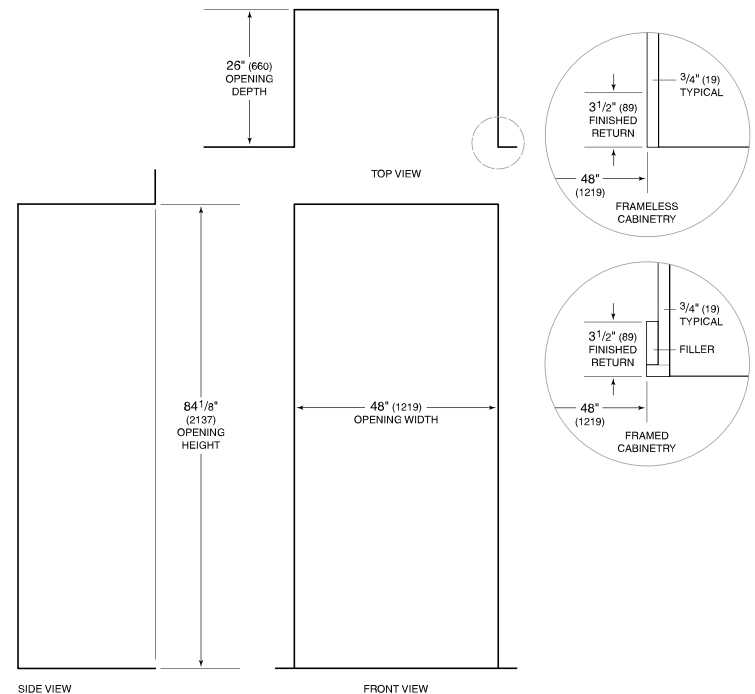 26" (660)
OPENING
DEPTH
TOP VIEW
3/4" (19)
TYPICAL
3 1/2" (89)
FINISHED
RETURN
48"
(1219)
FRAMELESS
CABINETRY
3/4" (19)
TYPICAL
3 1/2" (89)
FINISHED
RETURN
FILLER
48"
(1219)
FRAMED
CABINETRY
84 1/8"
(2137)
OPENING
HEIGHT
48" (1219)
OPENING WIDTH
SIDE VIEW
FRONT VIEW